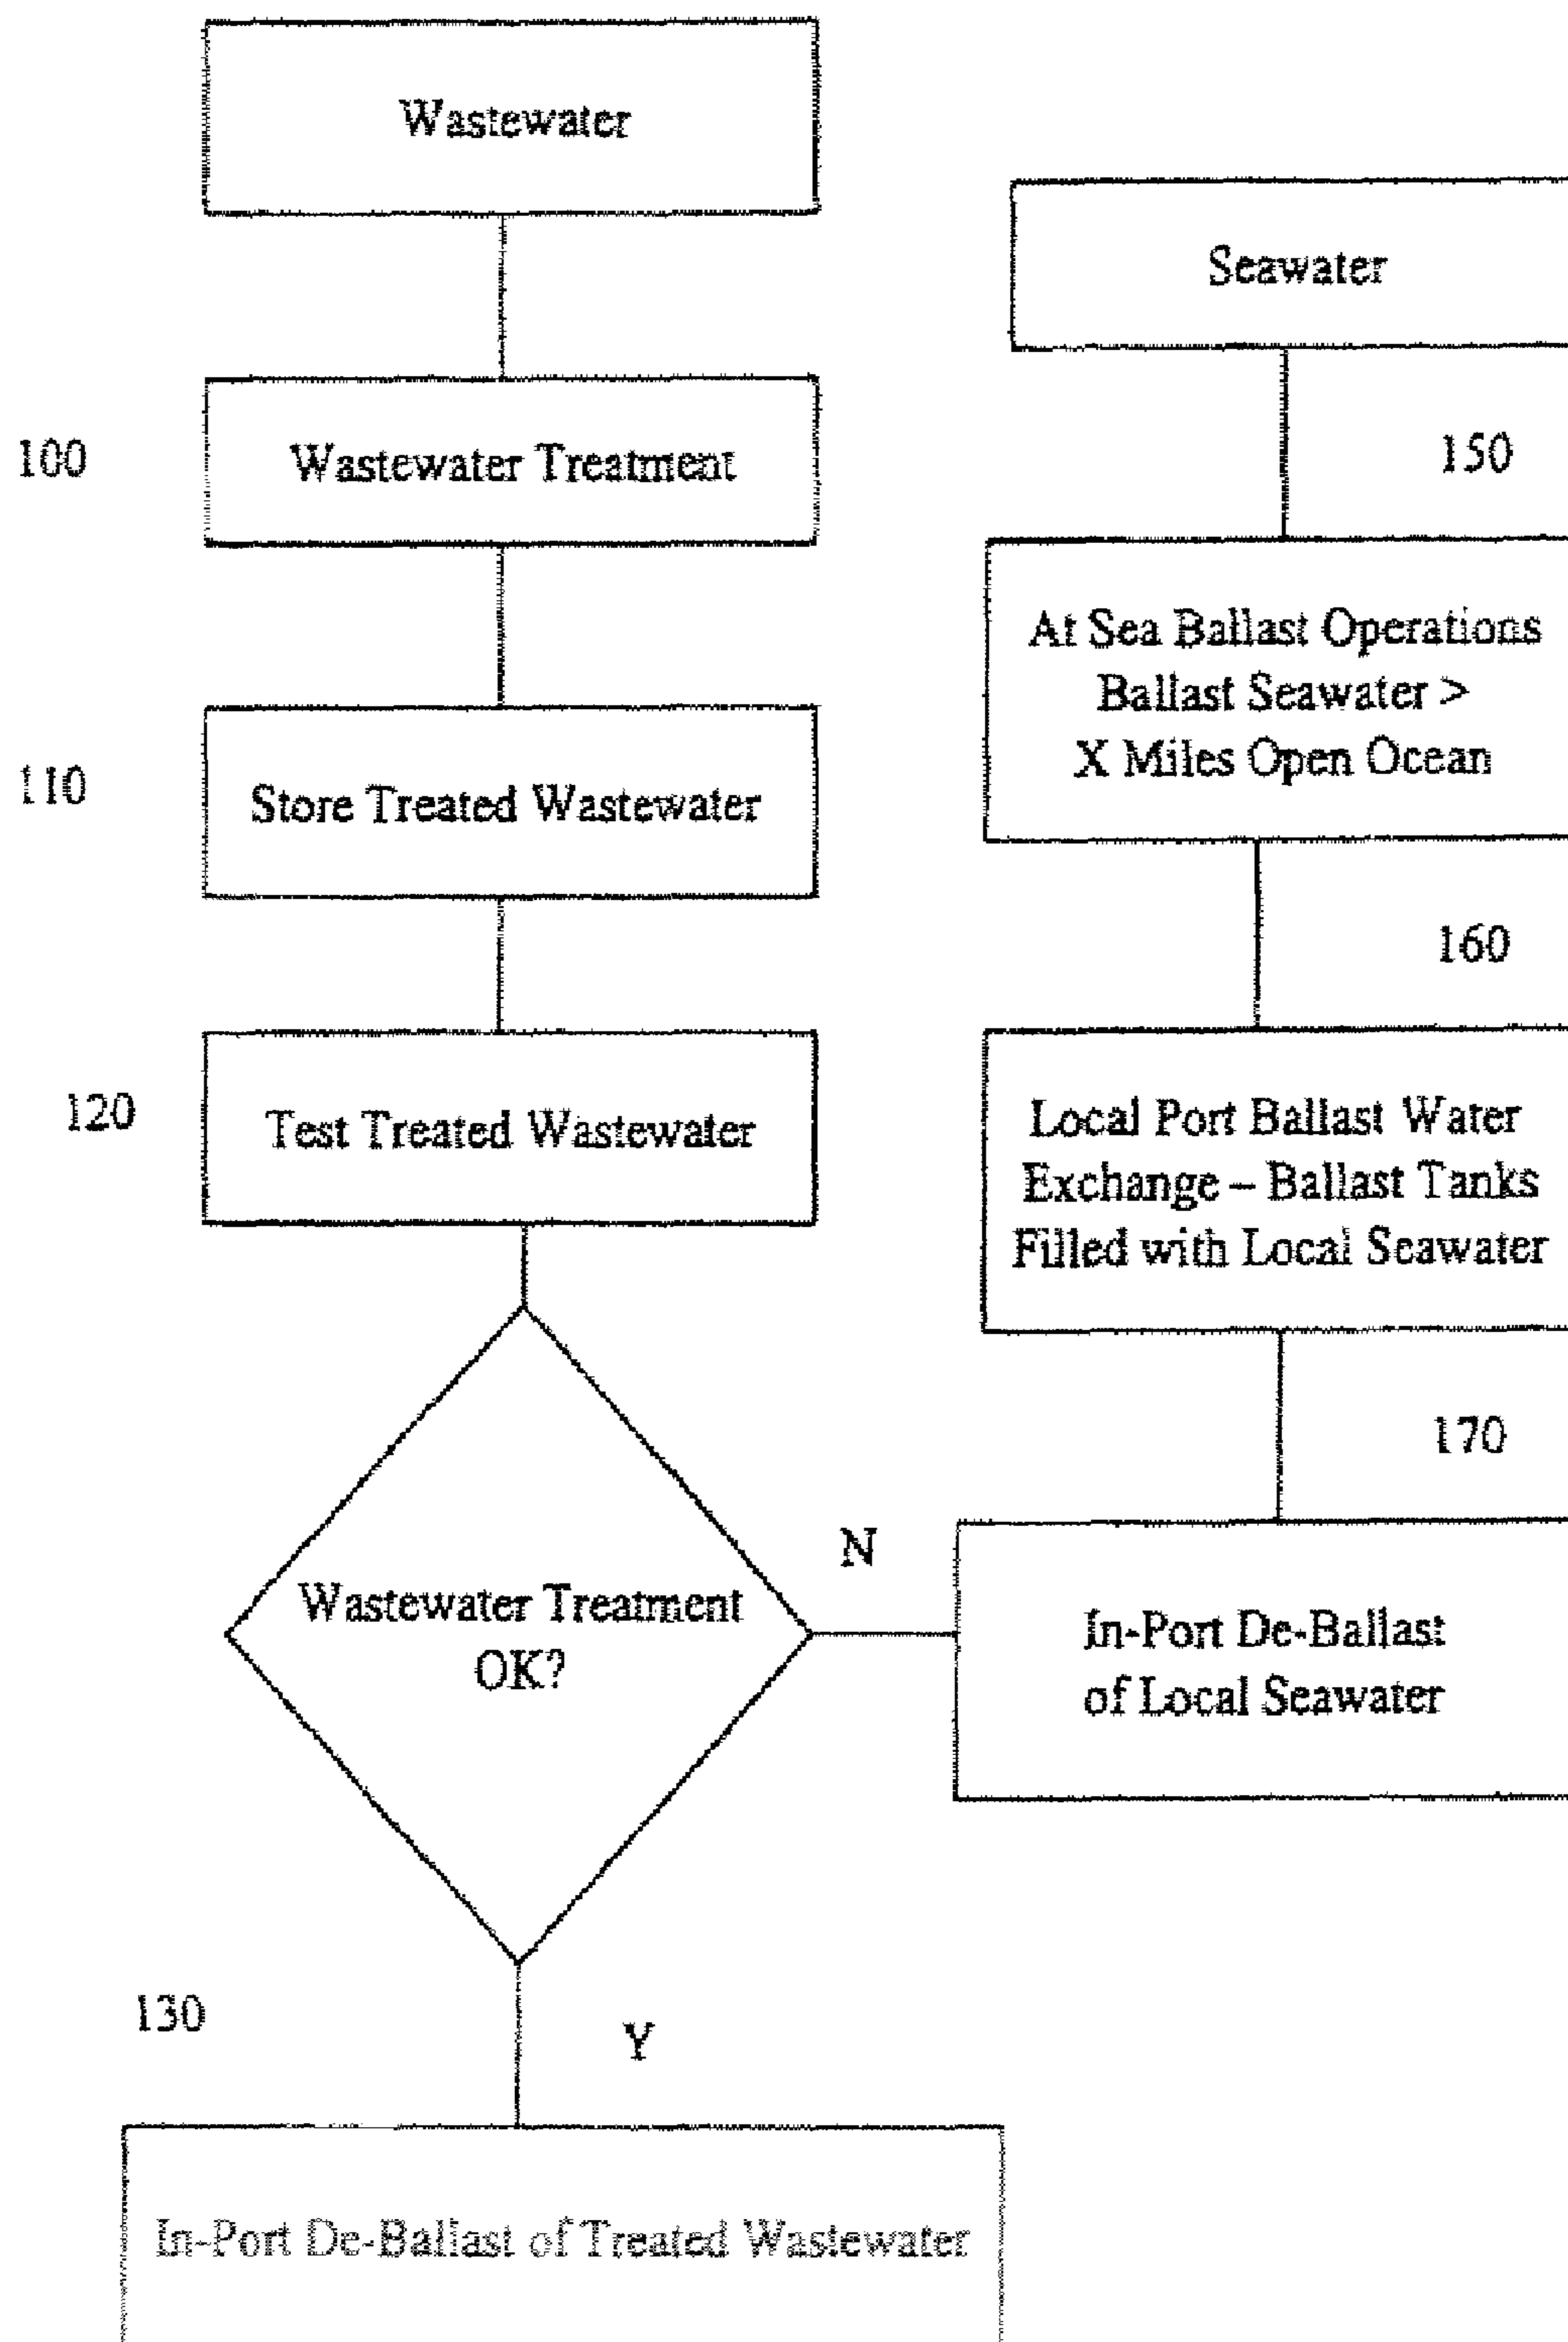 Wastewater
Seawater
100
Wastewater Treatment
150
At Sea Ballast Operations
Ballast Seawater >
X Miles Open Ocean
110
Store Treated Wastewater
160
120
Test Treated Wastewater
Local Port Ballast Water
Exchange – Ballast Tanks
Filled with Local Seawater
170
N
Wastewater Treatment
OK?
In-Port De-Ballast
of Local Seawater
130
Y
In-Port De-Ballast of Treated Wastewater